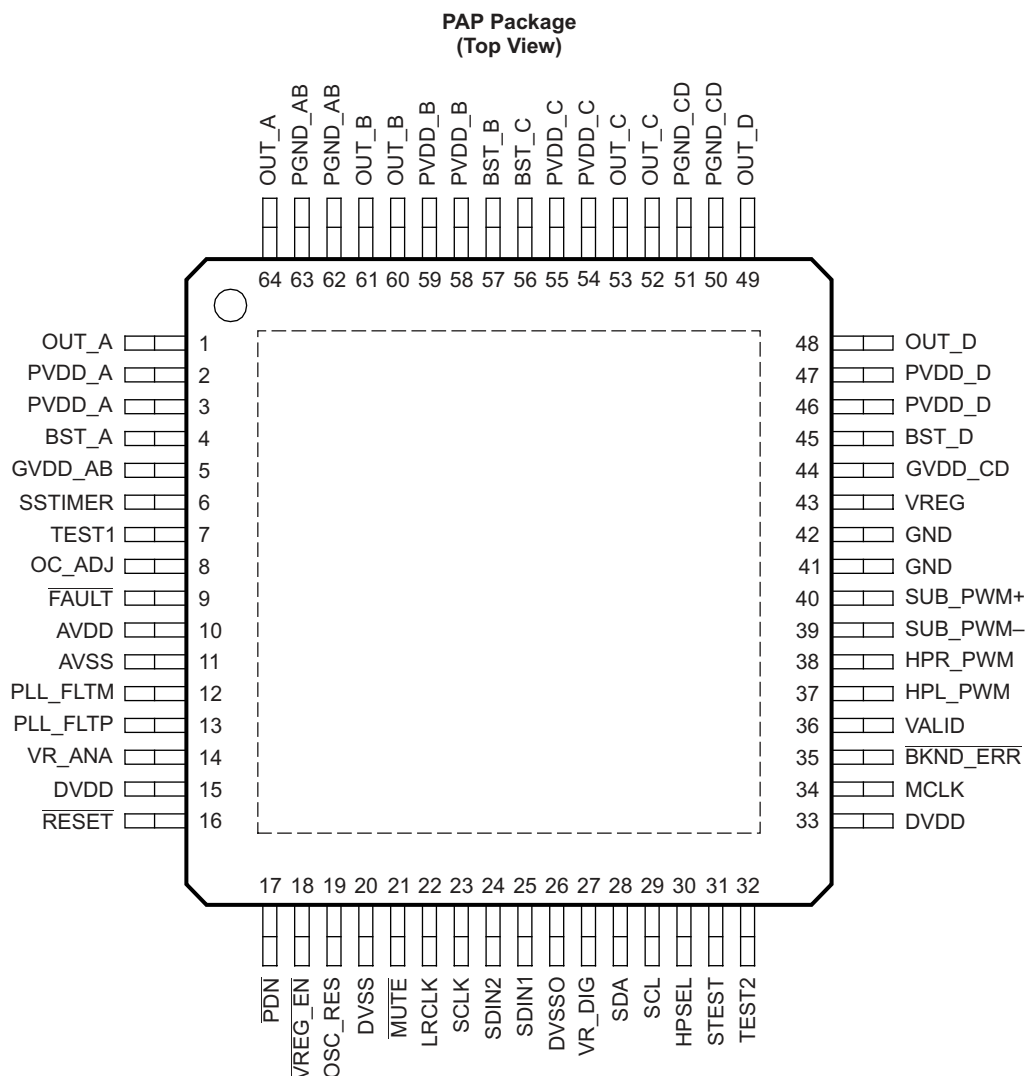 PAP Package
(Top View)
OUT_A
PGND_AB
PGND_AB
OUT_B
OUT_B
PVDD_B
PVDD_B
BST_B
BST_C
PVDD_C
PVDD_C
OUT_C
OUT_C
PGND_CD
PGND_CD
OUT_D
64 63 62 61 60 59 58 57 56 55 54 53 52 51 50 49
OUT_A 1 48 OUT_D
PVDD_A 2 47 PVDD_D
PVDD_A 3 46 PVDD_D
BST_A 4 45 BST_D
GVDD_AB 5 44 GVDD_CD
SSTIMER 6 43 VREG
TEST1 7 42 GND
OC_ADJ 8 41 GND
FAULT 9 40 SUB_PWM+
AVDD 10 39 SUB_PWM–
AVSS 11 38 HPR_PWM
PLL_FLTM 12 37 HPL_PWM
PLL_FLTP 13 36 VALID
VR_ANA 14 35 BKND_ERR
DVDD 15 34 MCLK
RESET 16 33 DVDD
17 18 19 20 21 22 23 24 25 26 27 28 29 30 31 32
PDN
VREG_EN
OSC_RES
DVSS
MUTE
LRCLK
SCLK
SDIN2
SDIN1
DVSSO
VR_DIG
SDA
SCL
HPSEL
STEST
TEST2